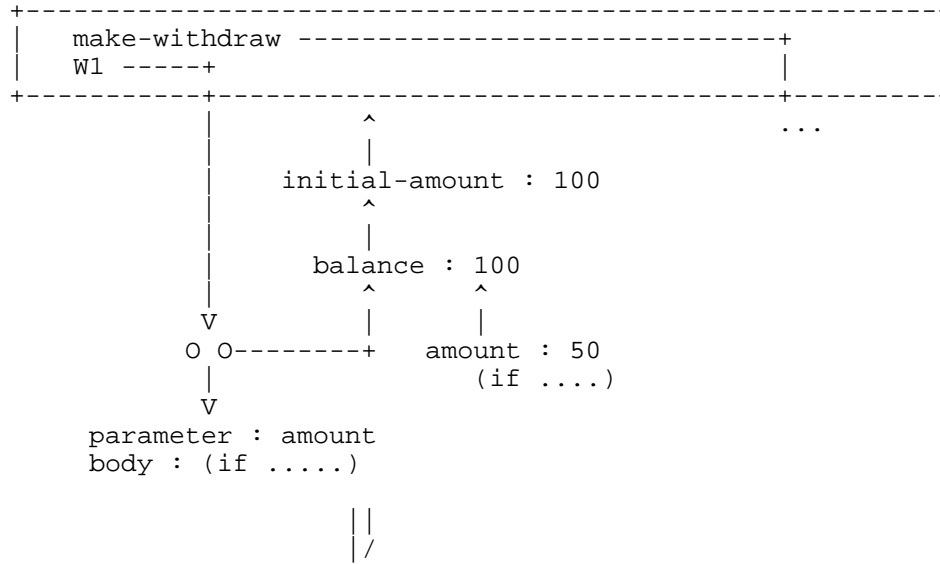 +----------------------------------------------------------
|    make-withdraw ------------------------------+
|    W1 -----+                                   |
+-----------+-----------------------------------+---------
            |         ^                         ...
            |         |
            |    initial-amount : 100
            |         ^
            |         |
            |      balance : 100
            |         ^      ^
            V         |      |
           O O--------+   amount : 50
            |                (if ....)
            V
     parameter : amount
     body : (if .....)
                     ||
                     |/